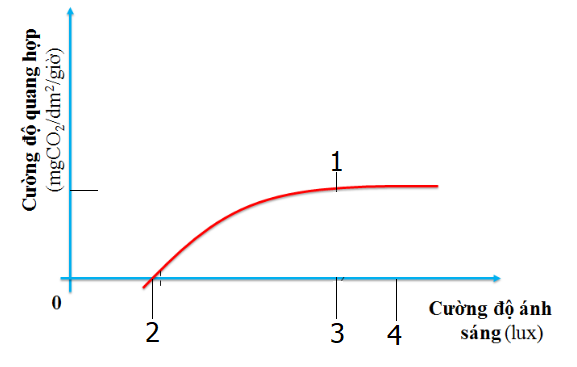 Cường độ quang hợp
(mgCO₂/dm²/giờ)
1
0
2
3
4
Cường độ ánh
sáng (lux)